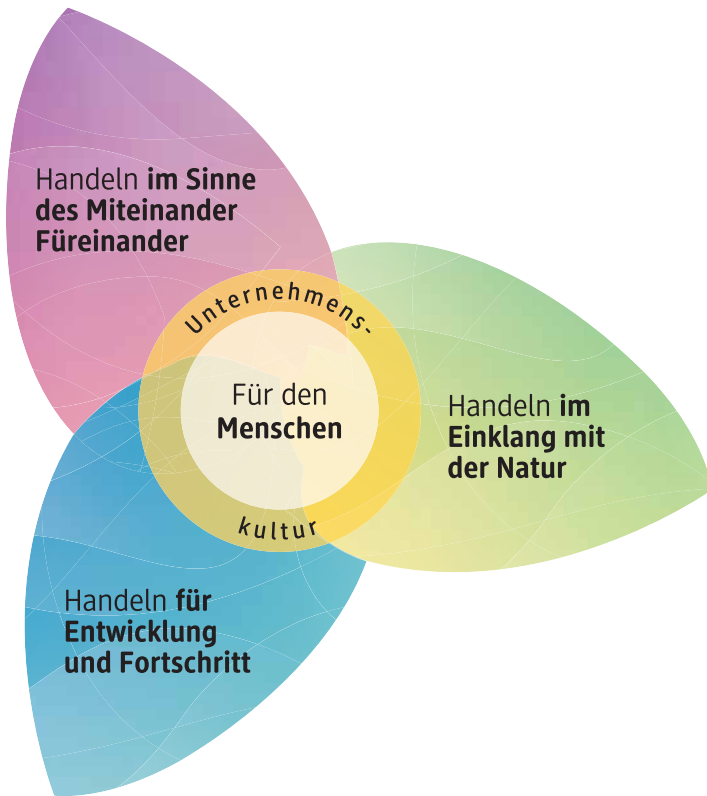 Handeln im Sinne
des Miteinander
Füreinander
Unternehmens-
kultur
Für den
Menschen
Handeln im
Einklang mit
der Natur
Handeln für
Entwicklung
und Fortschritt